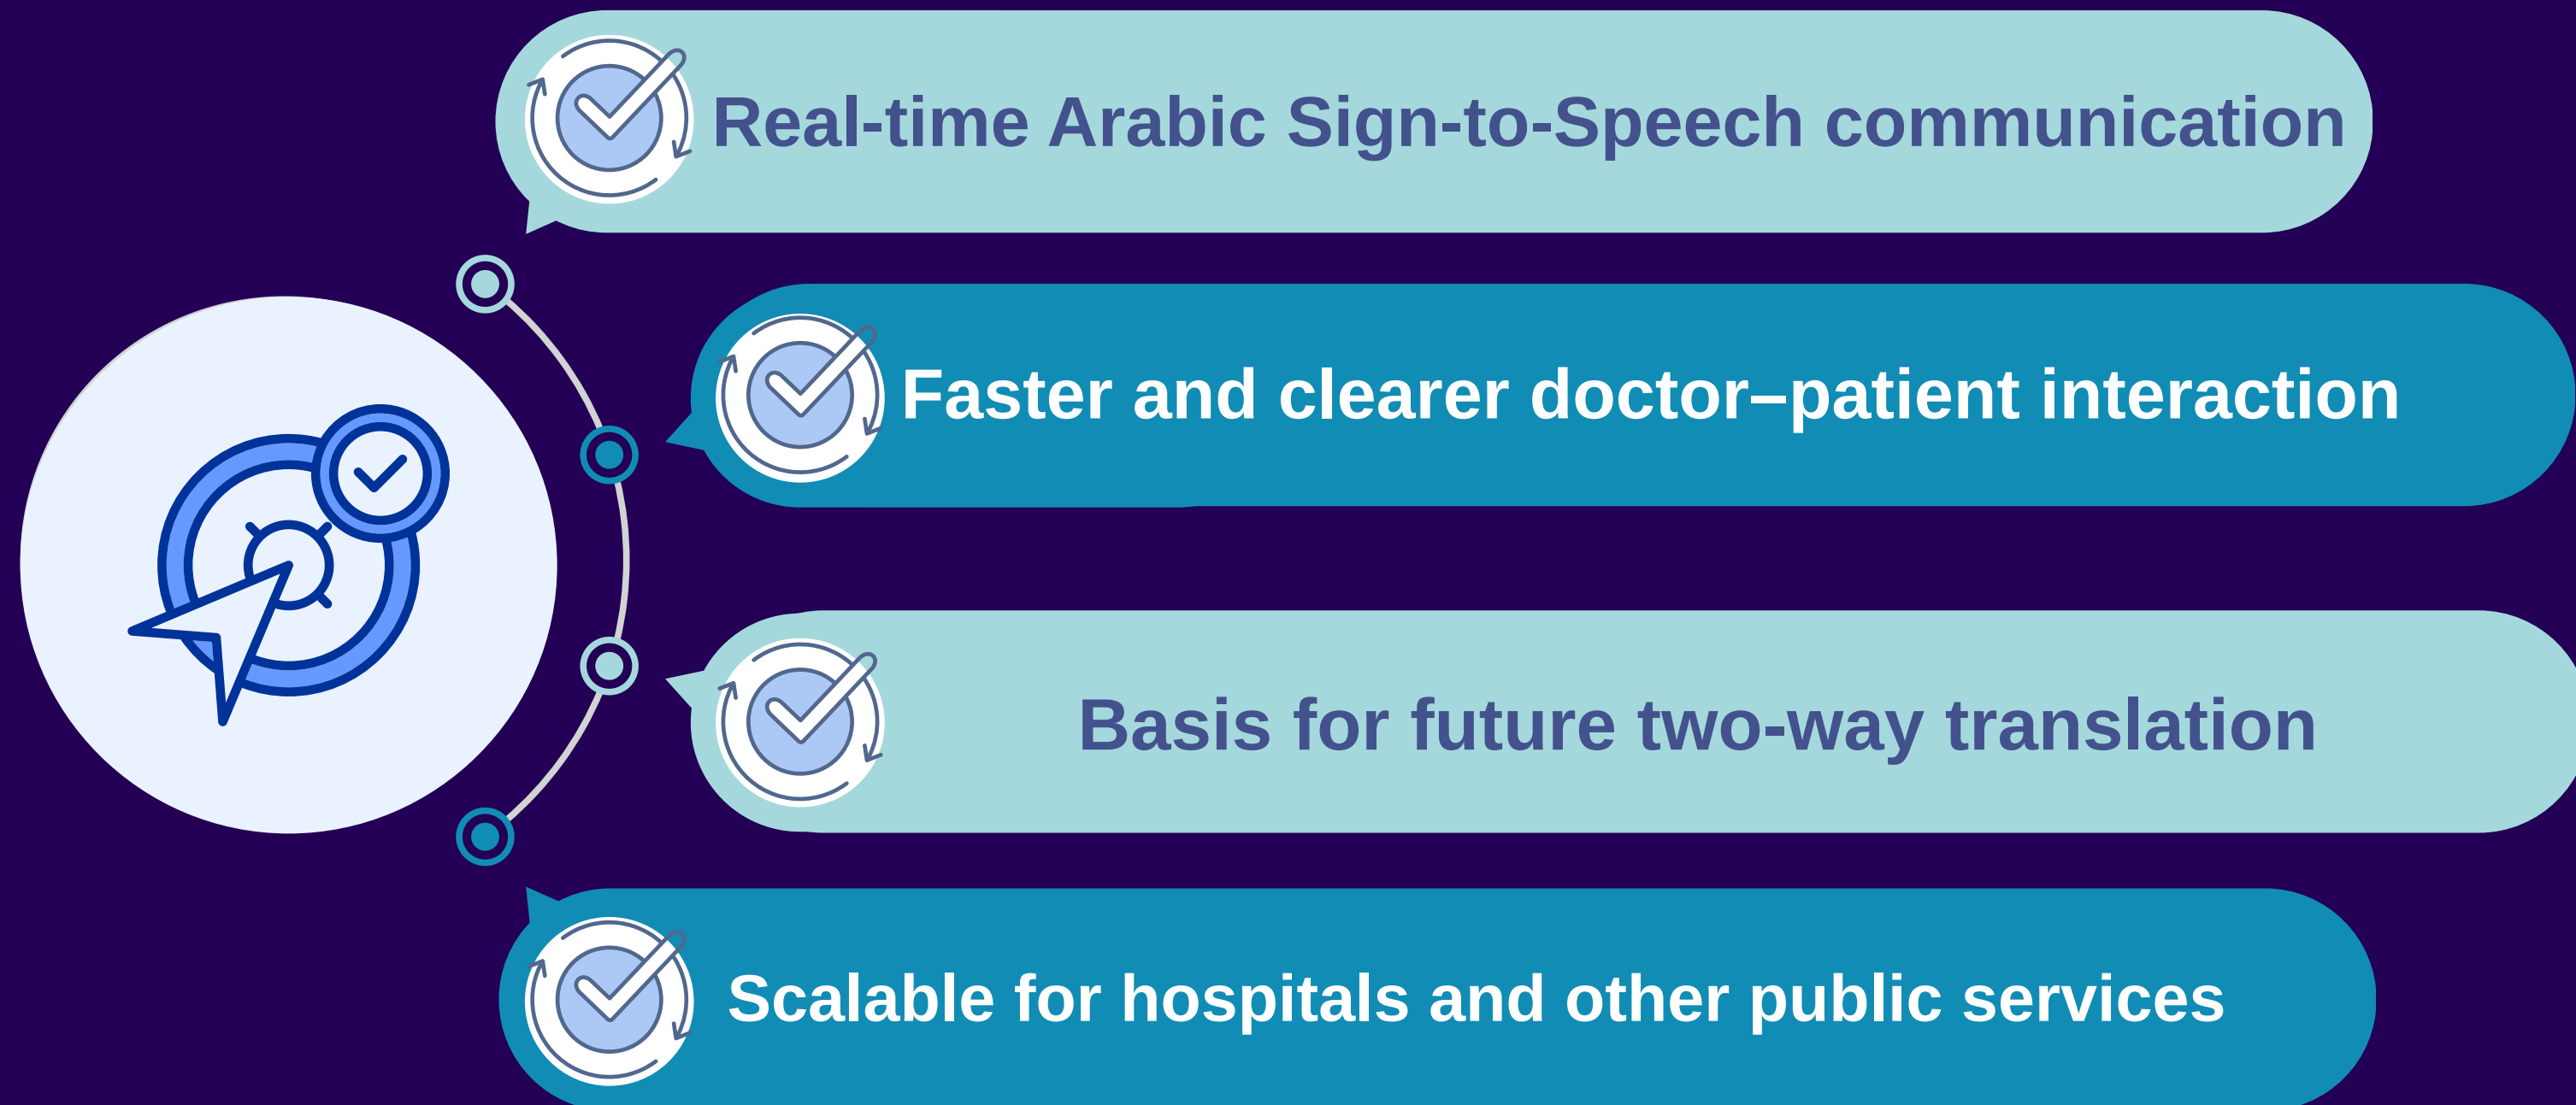 Real-time Arabic Sign-to-Speech communication
Faster and clearer doctor–patient interaction
Basis for future two-way translation
Scalable for hospitals and other public services